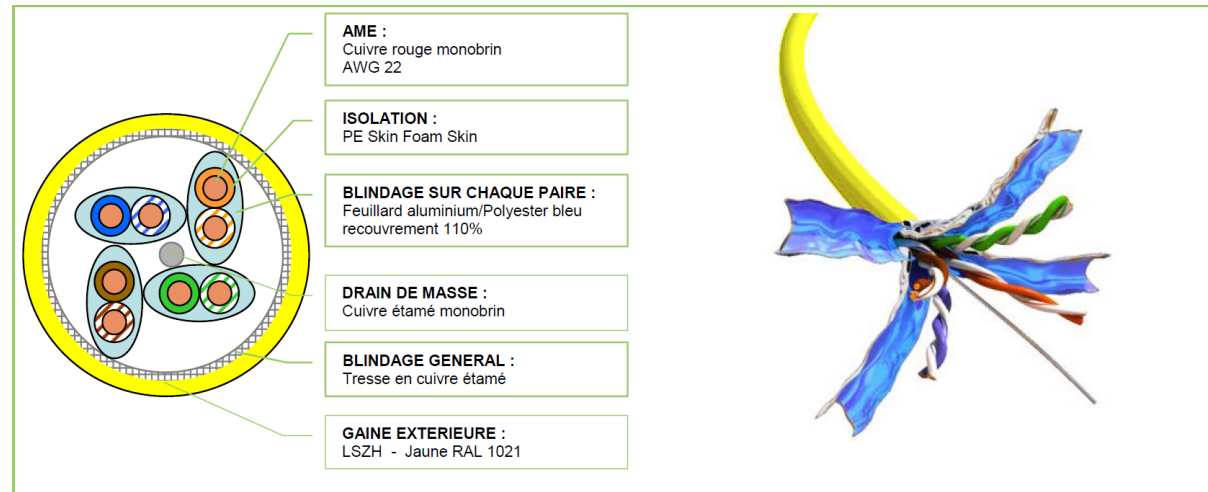 AME :
Cuivre rouge monobrin
AWG 22
ISOLATION :
PE Skin Foam Skin
BLINDAGE SUR CHAQUE PAIRE :
Feuillard aluminium/Polyester bleu
recouvrement 110%
DRAIN DE MASSE :
Cuivre étamé monobrin
BLINDAGE GENERAL :
Tresse en cuivre étamé
GAINE EXTERIEURE :
LSZH - Jaune RAL 1021